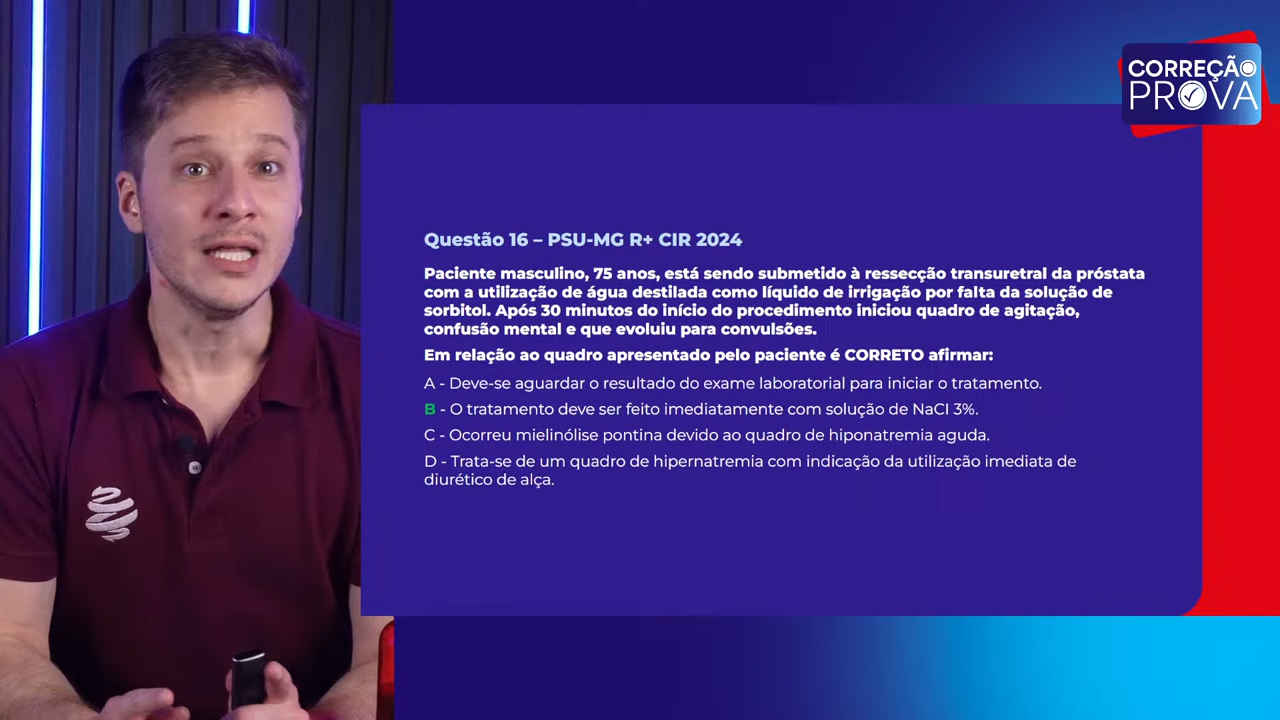 CORREÇÃO
PROVA
Questão 16 – PSU-MG R+ CIR 2024
Paciente masculino, 75 anos, está sendo submetido à ressecção transuretral da próstata
com a utilização de água destilada como líquido de irrigação por falta da solução de
sorbitol. Após 30 minutos do início do procedimento iniciou quadro de agitação,
confusão mental e que evoluiu para convulsões.
Em relação ao quadro apresentado pelo paciente é CORRETO afirmar:
A - Deve-se aguardar o resultado do exame laboratorial para iniciar o tratamento.
B - O tratamento deve ser feito imediatamente com solução de NaCl 3%.
C - Ocorreu mielinólise pontina devido ao quadro de hiponatremia aguda.
D - Trata-se de um quadro de hipernatremia com indicação da utilização imediata de
diurético de alça.